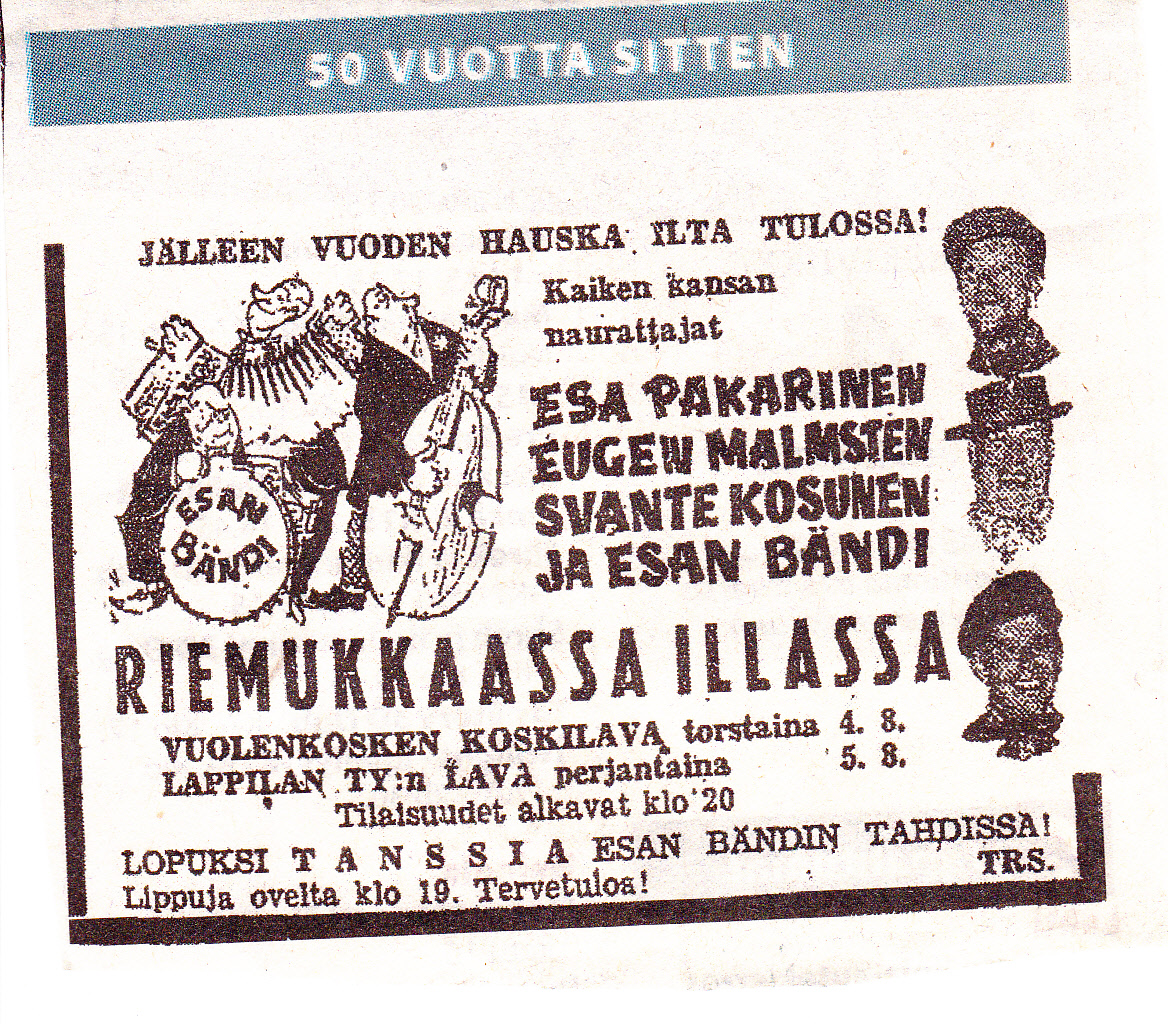 50 VUOTTA SITTEN
JÄLLEEN VUODEN HAUSKA ILTA TULOSSA!
Kaiken kansan
naurattajat
ESA PAKARINEN
EUGEN MALMSTEN
SVANTE KOSUNEN
JA ESAN BÄNDI
ESAN
BÄNDI
RIEMUKKAASSA ILLASSA
VUOLENKOSKEN KOSKILAVA torstaina 4. 8.
LAPPILAN TY:n LAVA perjantaina 5. 8.
Tilaisuudet alkavat klo 20
LOPUKSI T A N S S I A ESAN BÄNDIN TAHDISSA!
TRS.
Lippuja ovelta klo 19. Tervetuloa!